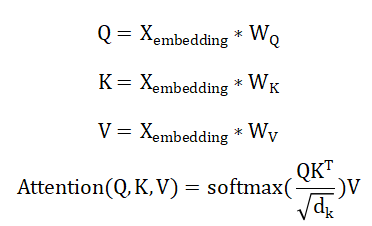 Q = X_embedding * W_Q
K = X_embedding * W_K
V = X_embedding * W_V
Attention(Q, K, V) = softmax(QK^T / √d_k)V